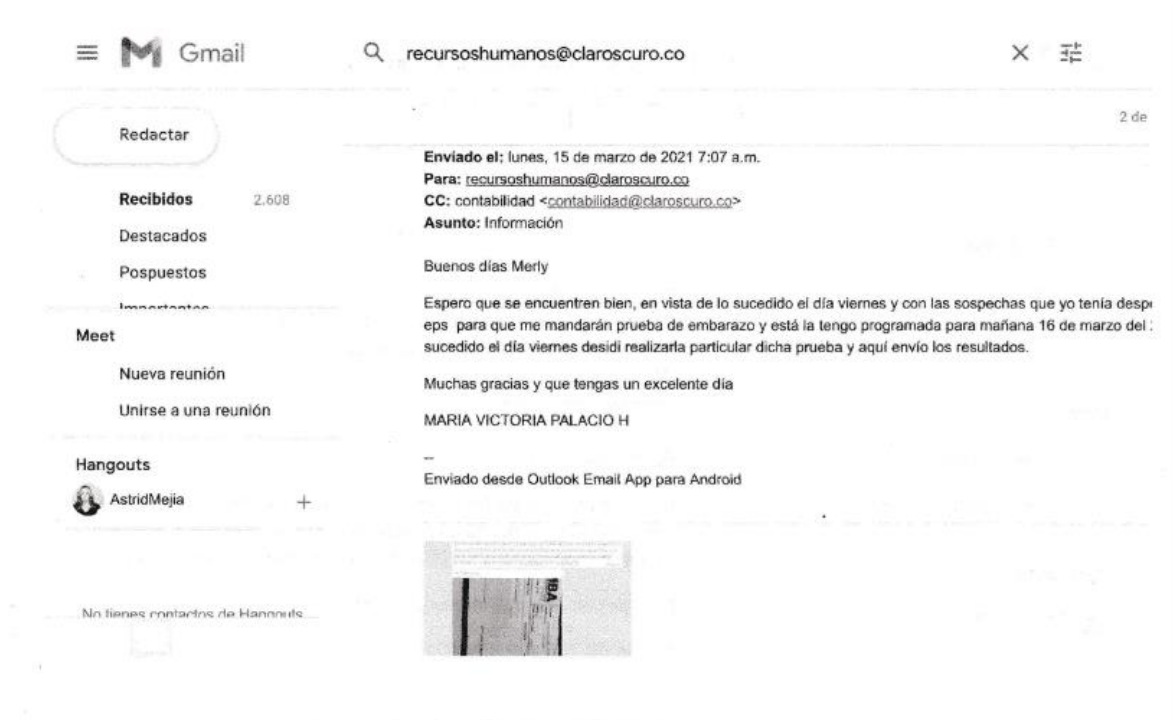 Gmail
recursoshumanos@claroscuro.co
2 de
Redactar
Enviado el: lunes, 15 de marzo de 2021 7:07 a.m.
Para: recursoshumanos@claroscuro.co
CC: contabilidad <contabilidad@claroscuro.co>
Asunto: Información
Recibidos 2.608
Destacados
Pospuestos
Importantes
Meet
Nueva reunión
Unirse a una reunión
Hangouts
AstridMejia
No tienes contactos de Hangouts
Buenos días Merly
Espero que se encuentren bien, en vista de lo sucedido el día viernes y con las sospechas que yo tenía desp
eps para que me mandarán prueba de embarazo y está la tengo programada para mañana 16 de marzo del
sucedido el día viernes desidi realizarla particular dicha prueba y aquí envío los resultados.
Muchas gracias y que tengas un excelente día
MARIA VICTORIA PALACIO H
--
Enviado desde Outlook Email App para Android